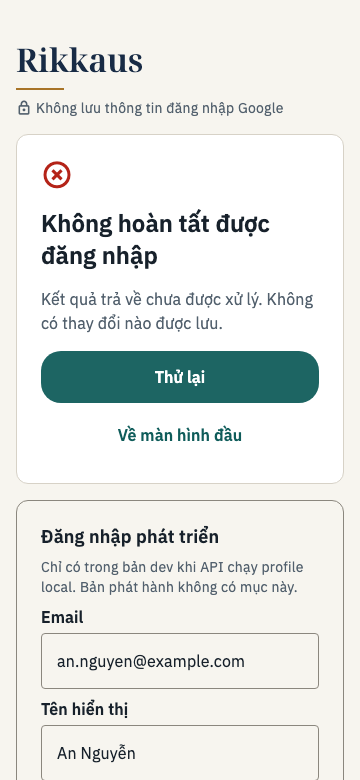 Rikkaus
Không lưu thông tin đăng nhập Google
Không hoàn tất được
đăng nhập
Kết quả trả về chưa được xử lý. Không
có thay đổi nào được lưu.
Thử lại
Về màn hình đầu
Đăng nhập phát triển
Chỉ có trong bản dev khi API chạy profile
local. Bản phát hành không có mục này.
Email
an.nguyen@example.com
Tên hiển thị
An Nguyễn